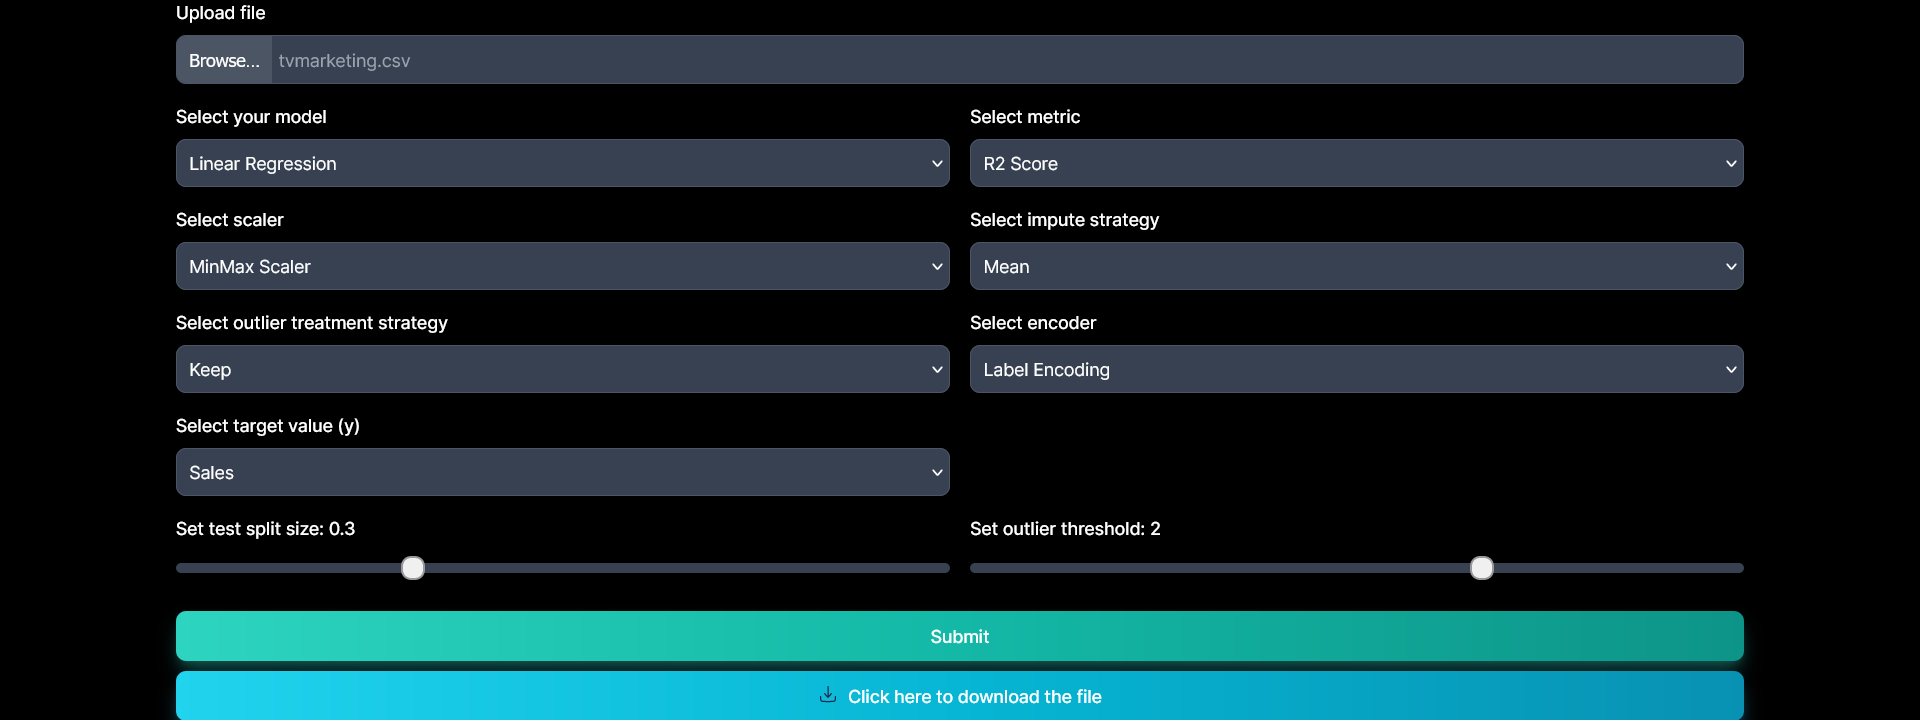 Upload file
Browse... tvmarketing.csv
Select your model
Select metric
Linear Regression
R2 Score
Select scaler
Select impute strategy
MinMax Scaler
Mean
Select outlier treatment strategy
Select encoder
Keep
Label Encoding
Select target value (y)
Sales
Set test split size: 0.3
Set outlier threshold: 2
Submit
Click here to download the file